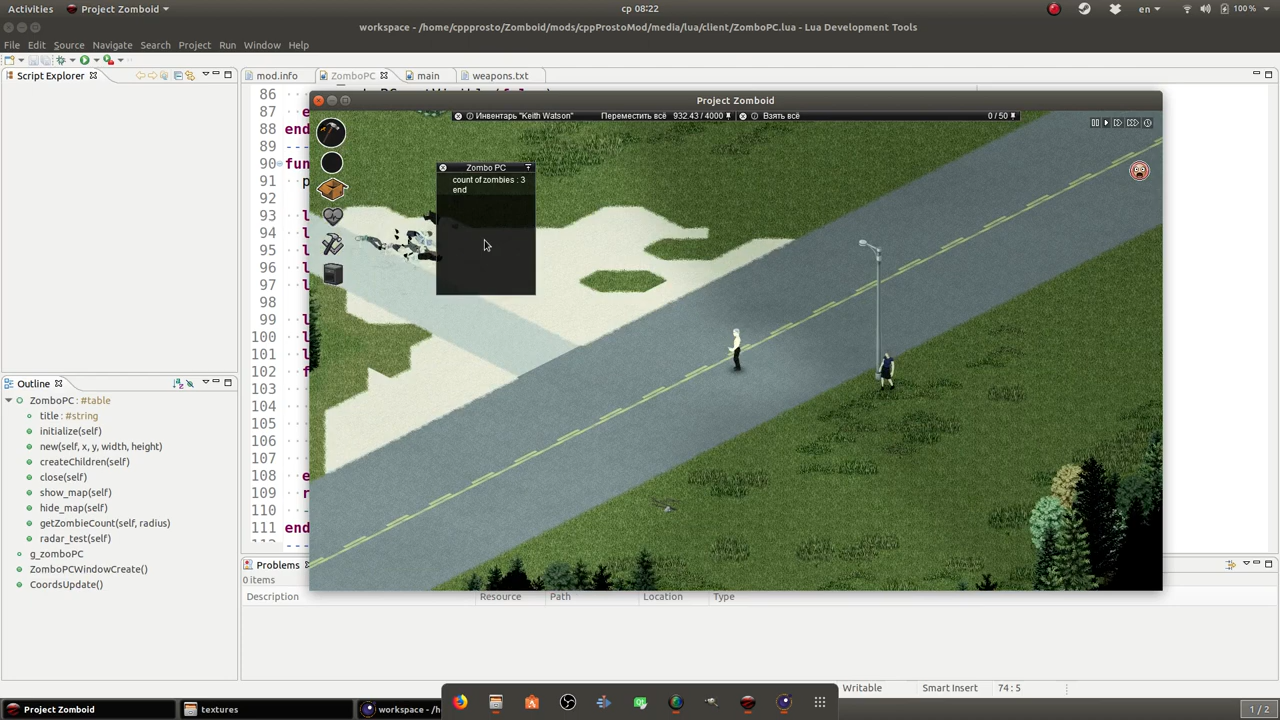 Activities
Project Zomboid
ср 08:22
en
100 %
workspace - /home/cppprosto/Zomboid/mods/cppProstoMod/media/lua/client/ZomboPC.lua - Lua Development Tools
File Edit Source Navigate Search Project Run Window Help
Script Explorer
mod.info
ZomboPC
main
weapons.txt
86
87
88 end
89 ---
90 fun
91 p
92
93 l
94 l
95 l
96 l
97 l
98
99 l
100 l
101 l
102 f
103
104
105
106
107
108 e
109 r
110 -
111 end
Project Zomboid
Инвентарь "Keith Watson"
Переместить всё
932.43 / 4000
Взять всё
0 / 50
Zombo PC
count of zombies : 3
end
Outline
ZomboPC : #table
title : #string
initialize(self)
new(self, x, y, width, height)
createChildren(self)
close(self)
show_map(self)
hide_map(self)
getZombieCount(self, radius)
radar_test(self)
g_zomboPC
ZomboPCWindowCreate()
CoordsUpdate()
Problems
0 items
Description
Resource
Path
Location
Type
Writable
Smart Insert
74 : 5
Project Zomboid
textures
workspace - /h
1 / 2